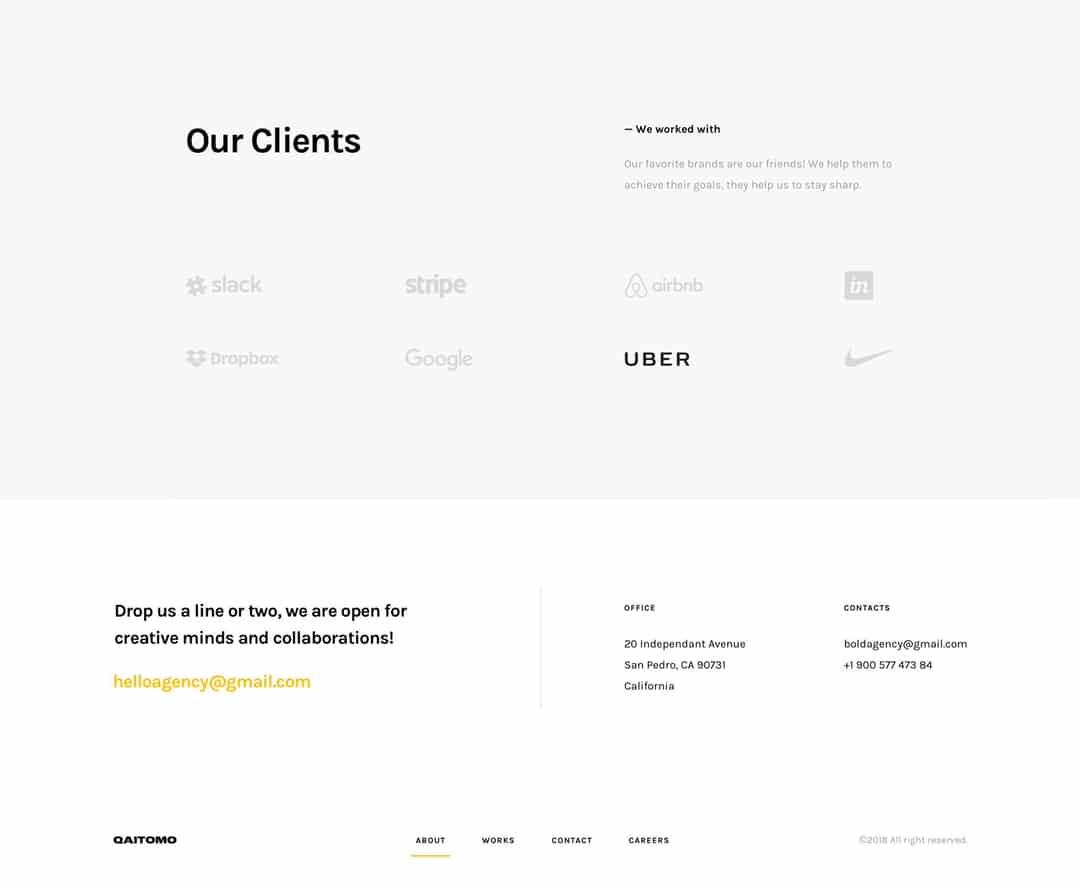 Our Clients
— We worked with
Our favorite brands are our friends! We help them to
achieve their goals, they help us to stay sharp.
slack
stripe
airbnb
in
Dropbox
Google
UBER
Drop us a line or two, we are open for
creative minds and collaborations!
helloagency@gmail.com
OFFICE
20 Independant Avenue
San Pedro, CA 90731
California
CONTACTS
boldagency@gmail.com
+1 900 577 473 84
QAITOMO
ABOUT
WORKS
CONTACT
CAREERS
©2018 All right reserved.